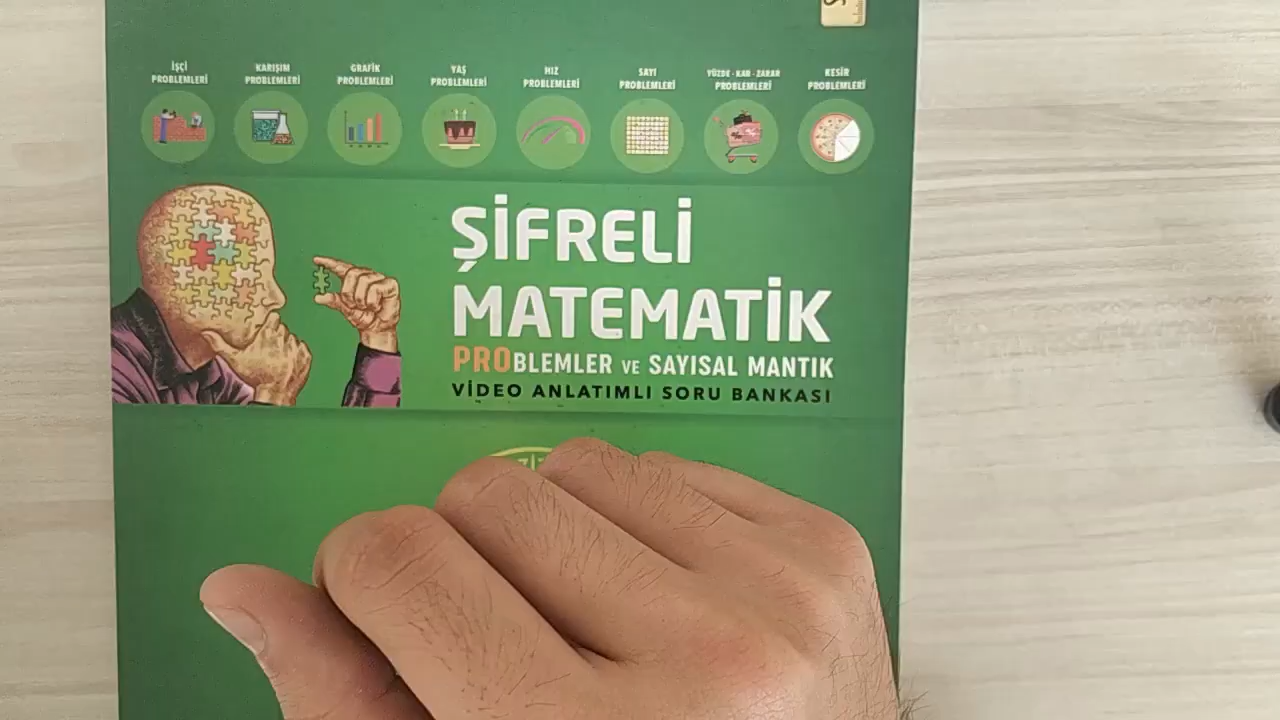 İŞÇİ
PROBLEMLERİ
KARIŞIM
PROBLEMLERİ
GRAFİK
PROBLEMLERİ
YAŞ
PROBLEMLERİ
HIZ
PROBLEMLERİ
SAYI
PROBLEMLERİ
YÜZDE - KAR - ZARAR
PROBLEMLERİ
KESİR
PROBLEMLERİ
ŞİFRELİ
MATEMATİK
PROBLEMLER VE SAYISAL MANTIK
VİDEO ANLATIMLI SORU BANKASI